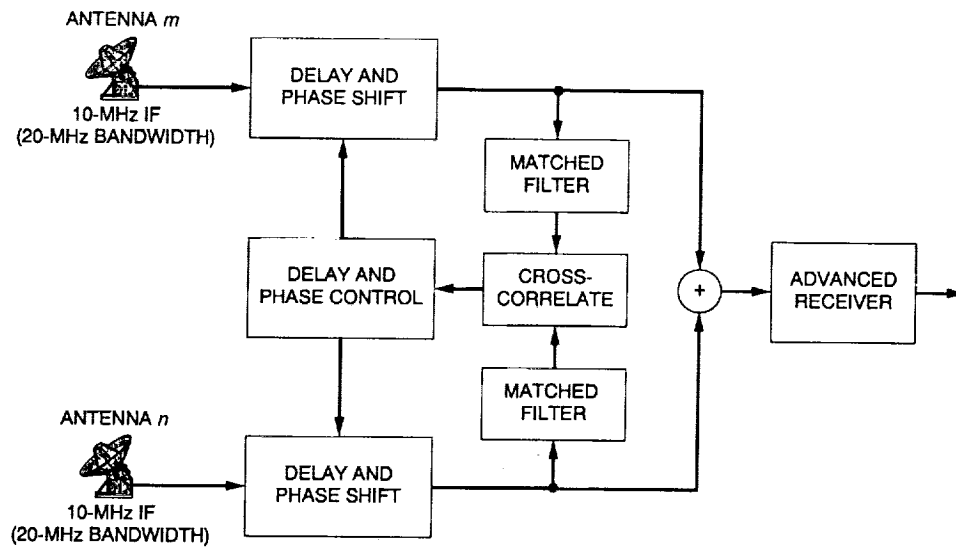 ANTENNA m
10-MHz IF
(20-MHz BANDWIDTH)
DELAY AND
PHASE SHIFT
MATCHED
FILTER
DELAY AND
PHASE CONTROL
CROSS-
CORRELATE
+
ADVANCED
RECEIVER
MATCHED
FILTER
ANTENNA n
10-MHz IF
(20-MHz BANDWIDTH)
DELAY AND
PHASE SHIFT